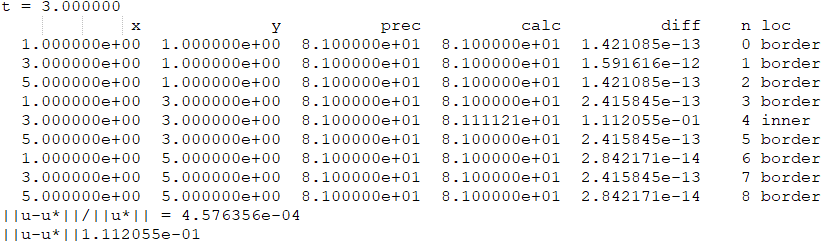 t = 3.000000
x y prec calc diff n loc
1.000000e+00 1.000000e+00 8.100000e+01 8.100000e+01 1.421085e-13 0 border
3.000000e+00 1.000000e+00 8.100000e+01 8.100000e+01 1.591616e-12 1 border
5.000000e+00 1.000000e+00 8.100000e+01 8.100000e+01 1.421085e-13 2 border
1.000000e+00 3.000000e+00 8.100000e+01 8.100000e+01 2.415845e-13 3 border
3.000000e+00 3.000000e+00 8.100000e+01 8.111121e+01 1.112055e-01 4 inner
5.000000e+00 3.000000e+00 8.100000e+01 8.100000e+01 2.415845e-13 5 border
1.000000e+00 5.000000e+00 8.100000e+01 8.100000e+01 2.842171e-14 6 border
3.000000e+00 5.000000e+00 8.100000e+01 8.100000e+01 2.415845e-13 7 border
5.000000e+00 5.000000e+00 8.100000e+01 8.100000e+01 2.842171e-14 8 border
||u-u*||/||u*|| = 4.576356e-04
||u-u*||1.112055e-01